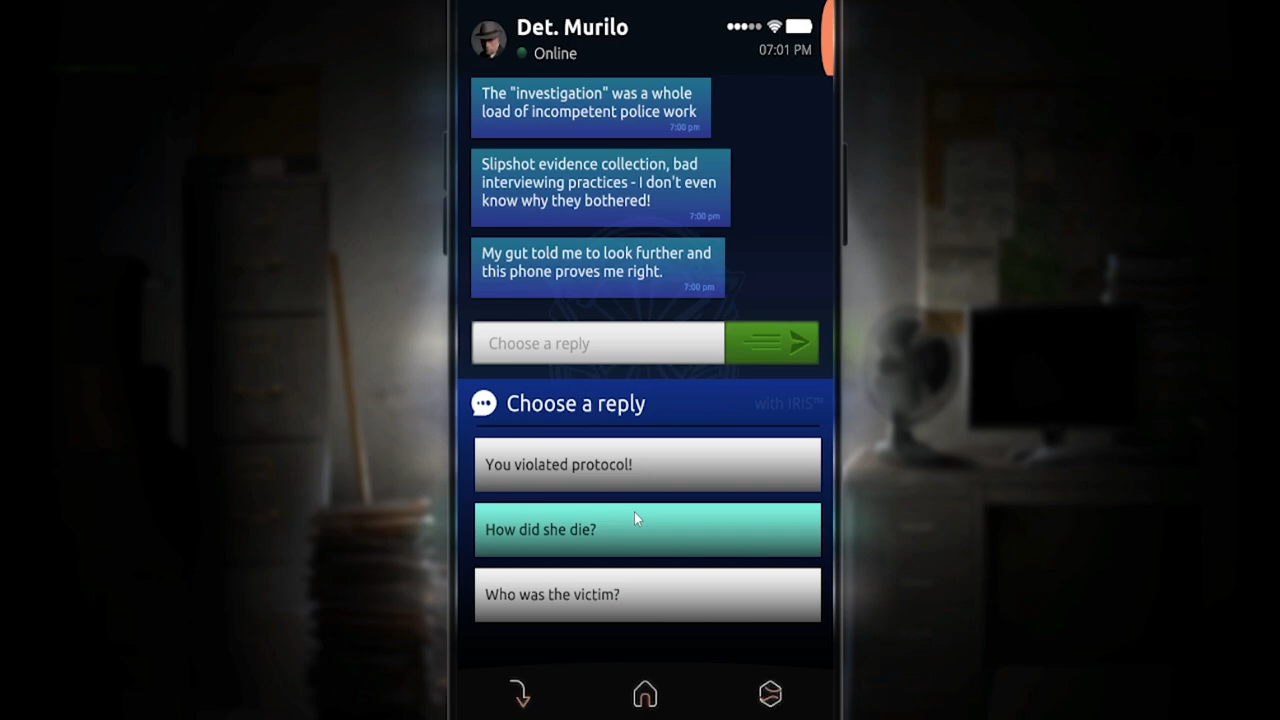 Det. Murilo
Online
07:01 PM
The "investigation" was a whole
load of incompetent police work
7:00 pm
Slipshot evidence collection, bad
interviewing practices - I don't even
know why they bothered!
7:00 pm
My gut told me to look further and
this phone proves me right.
7:00 pm
Choose a reply
Choose a reply
with IRIS™
You violated protocol!
How did she die?
Who was the victim?